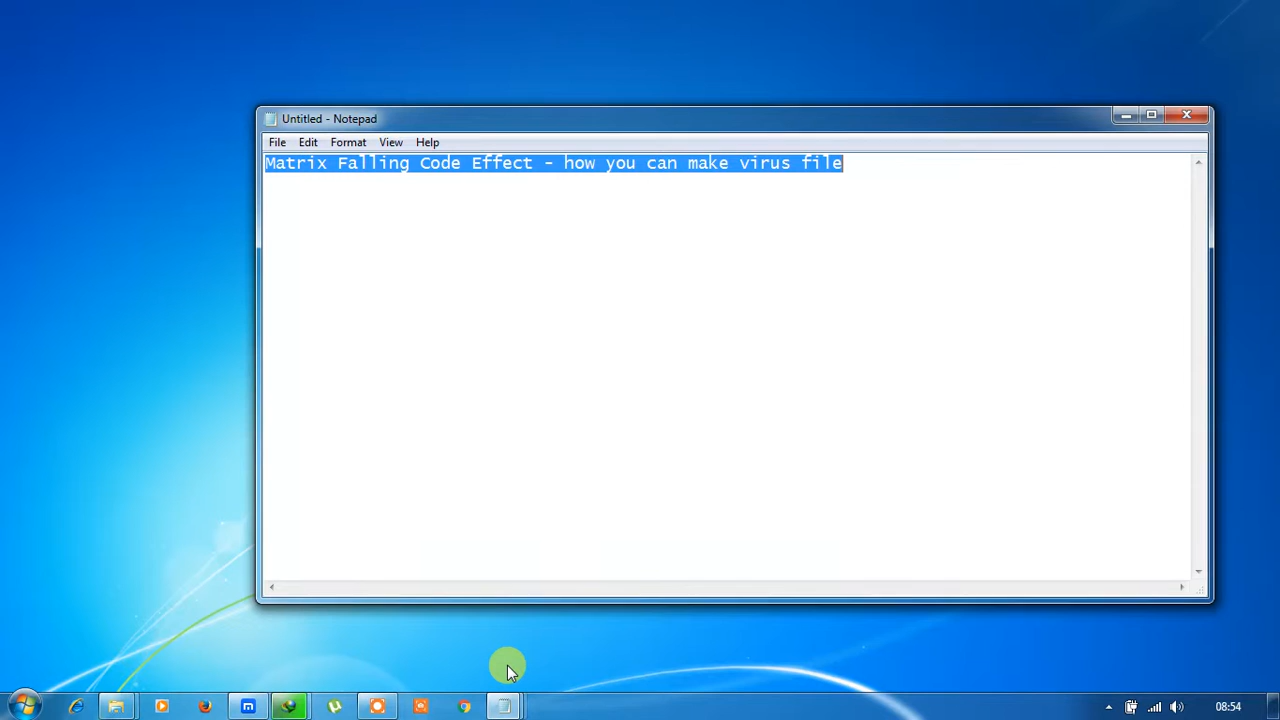 Untitled - Notepad
File Edit Format View Help
Matrix Falling Code Effect - how you can make virus file
08:54